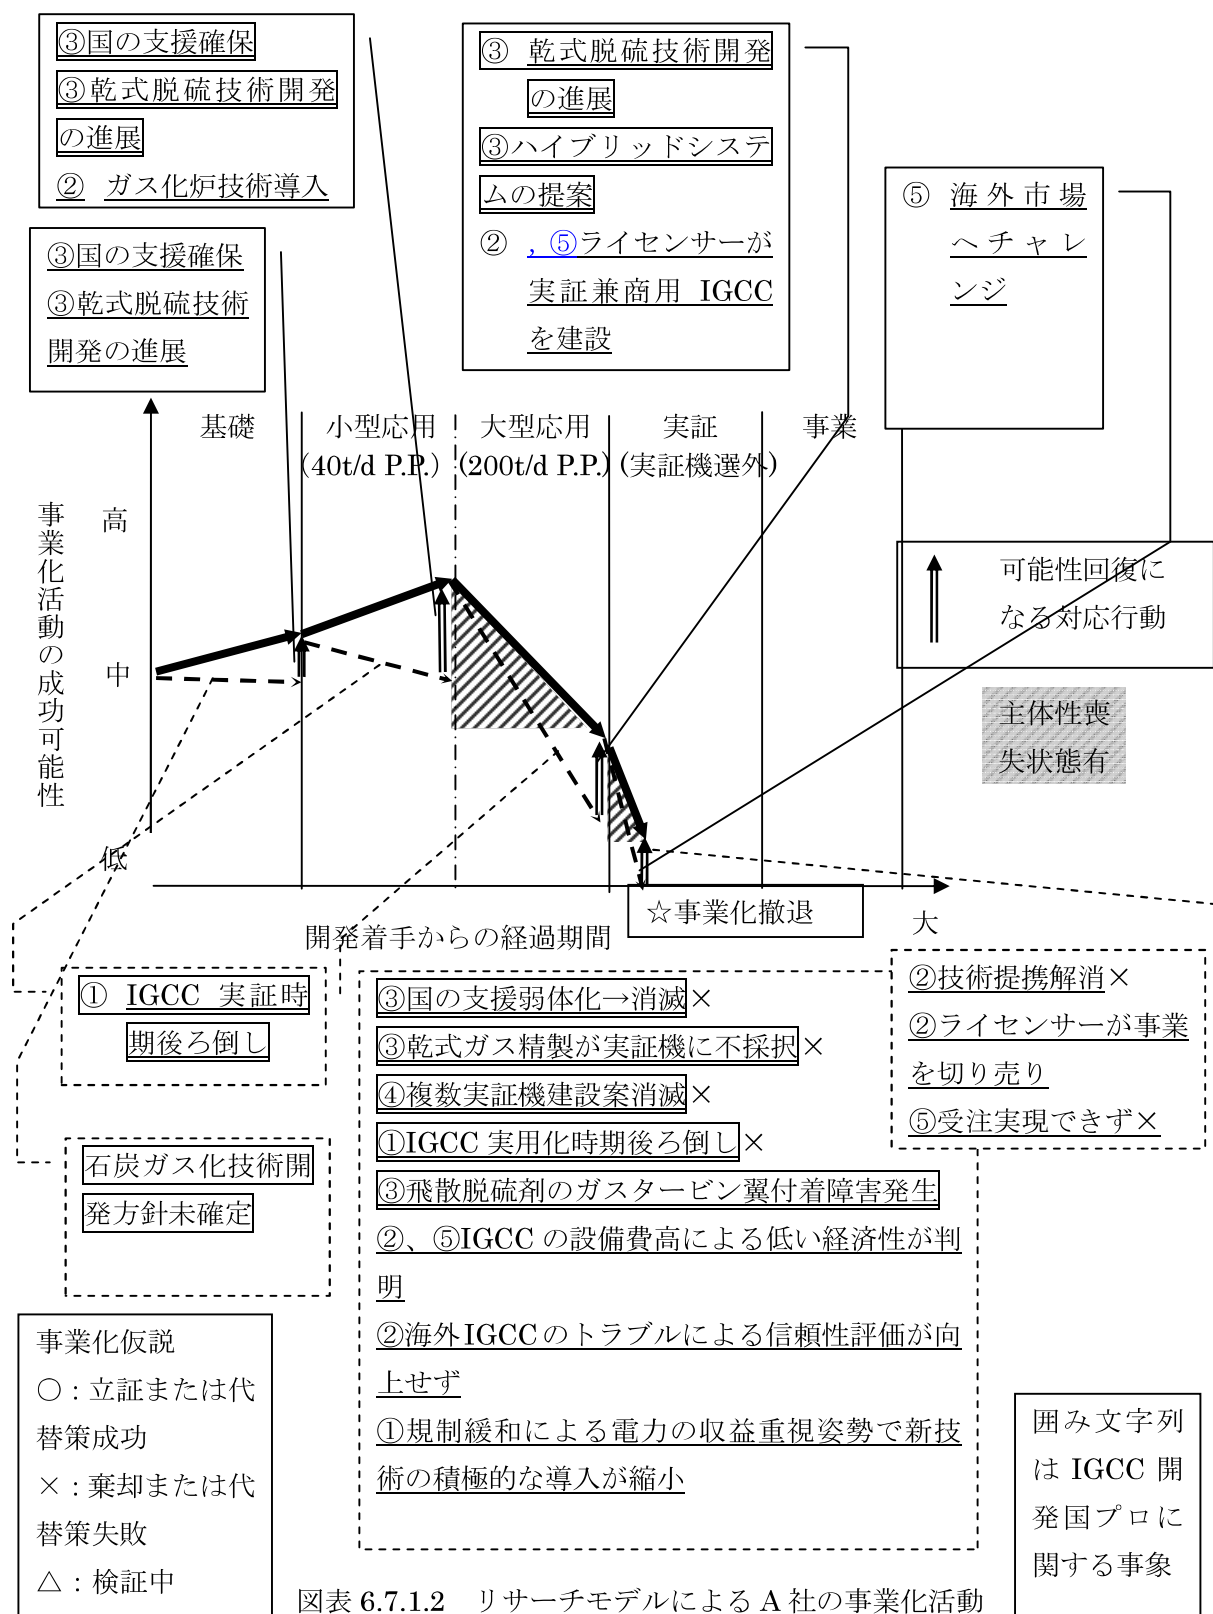 ③国の支援確保
③乾式脱硫技術開発
の進展
② ガス化炉技術導入
③ 乾式脱硫技術開発
の進展
③ハイブリッドシステ
ムの提案
② ，⑤ライセンサーが
実証兼商用 IGCC
を建設
⑤ 海外市場
へチャレ
ンジ
③国の支援確保
③乾式脱硫技術
開発の進展
基礎 小型応用 大型応用 実証 事業
(40t/d P.P.) (200t/d P.P.) (実証機選外)
事業化活動の成功可能性
高
中
低
可能性回復に
なる対応行動
主体性喪
失状態有
☆事業化撤退
大
開発着手からの経過期間
① IGCC 実証時
期後ろ倒し
石炭ガス化技術開
発方針未確定
③国の支援弱体化→消滅×
③乾式ガス精製が実証機に不採択×
④複数実証機建設案消滅×
①IGCC 実用化時期後ろ倒し×
③飛散脱硫剤のガスタービン翼付着障害発生
②、⑤IGCC の設備費高による低い経済性が判
明
②海外 IGCC のトラブルによる信頼性評価が向
上せず
①規制緩和による電力の収益重視姿勢で新技
術の積極的な導入が縮小
②技術提携解消×
②ライセンサーが事業
を切り売り
⑤受注実現できず×
事業化仮説
○：立証または代
替策成功
×：棄却または代
替策失敗
△：検証中
囲み文字列
は IGCC 開
発国プロに
関する事象
図表 6.7.1.2 リサーチモデルによる A 社の事業化活動